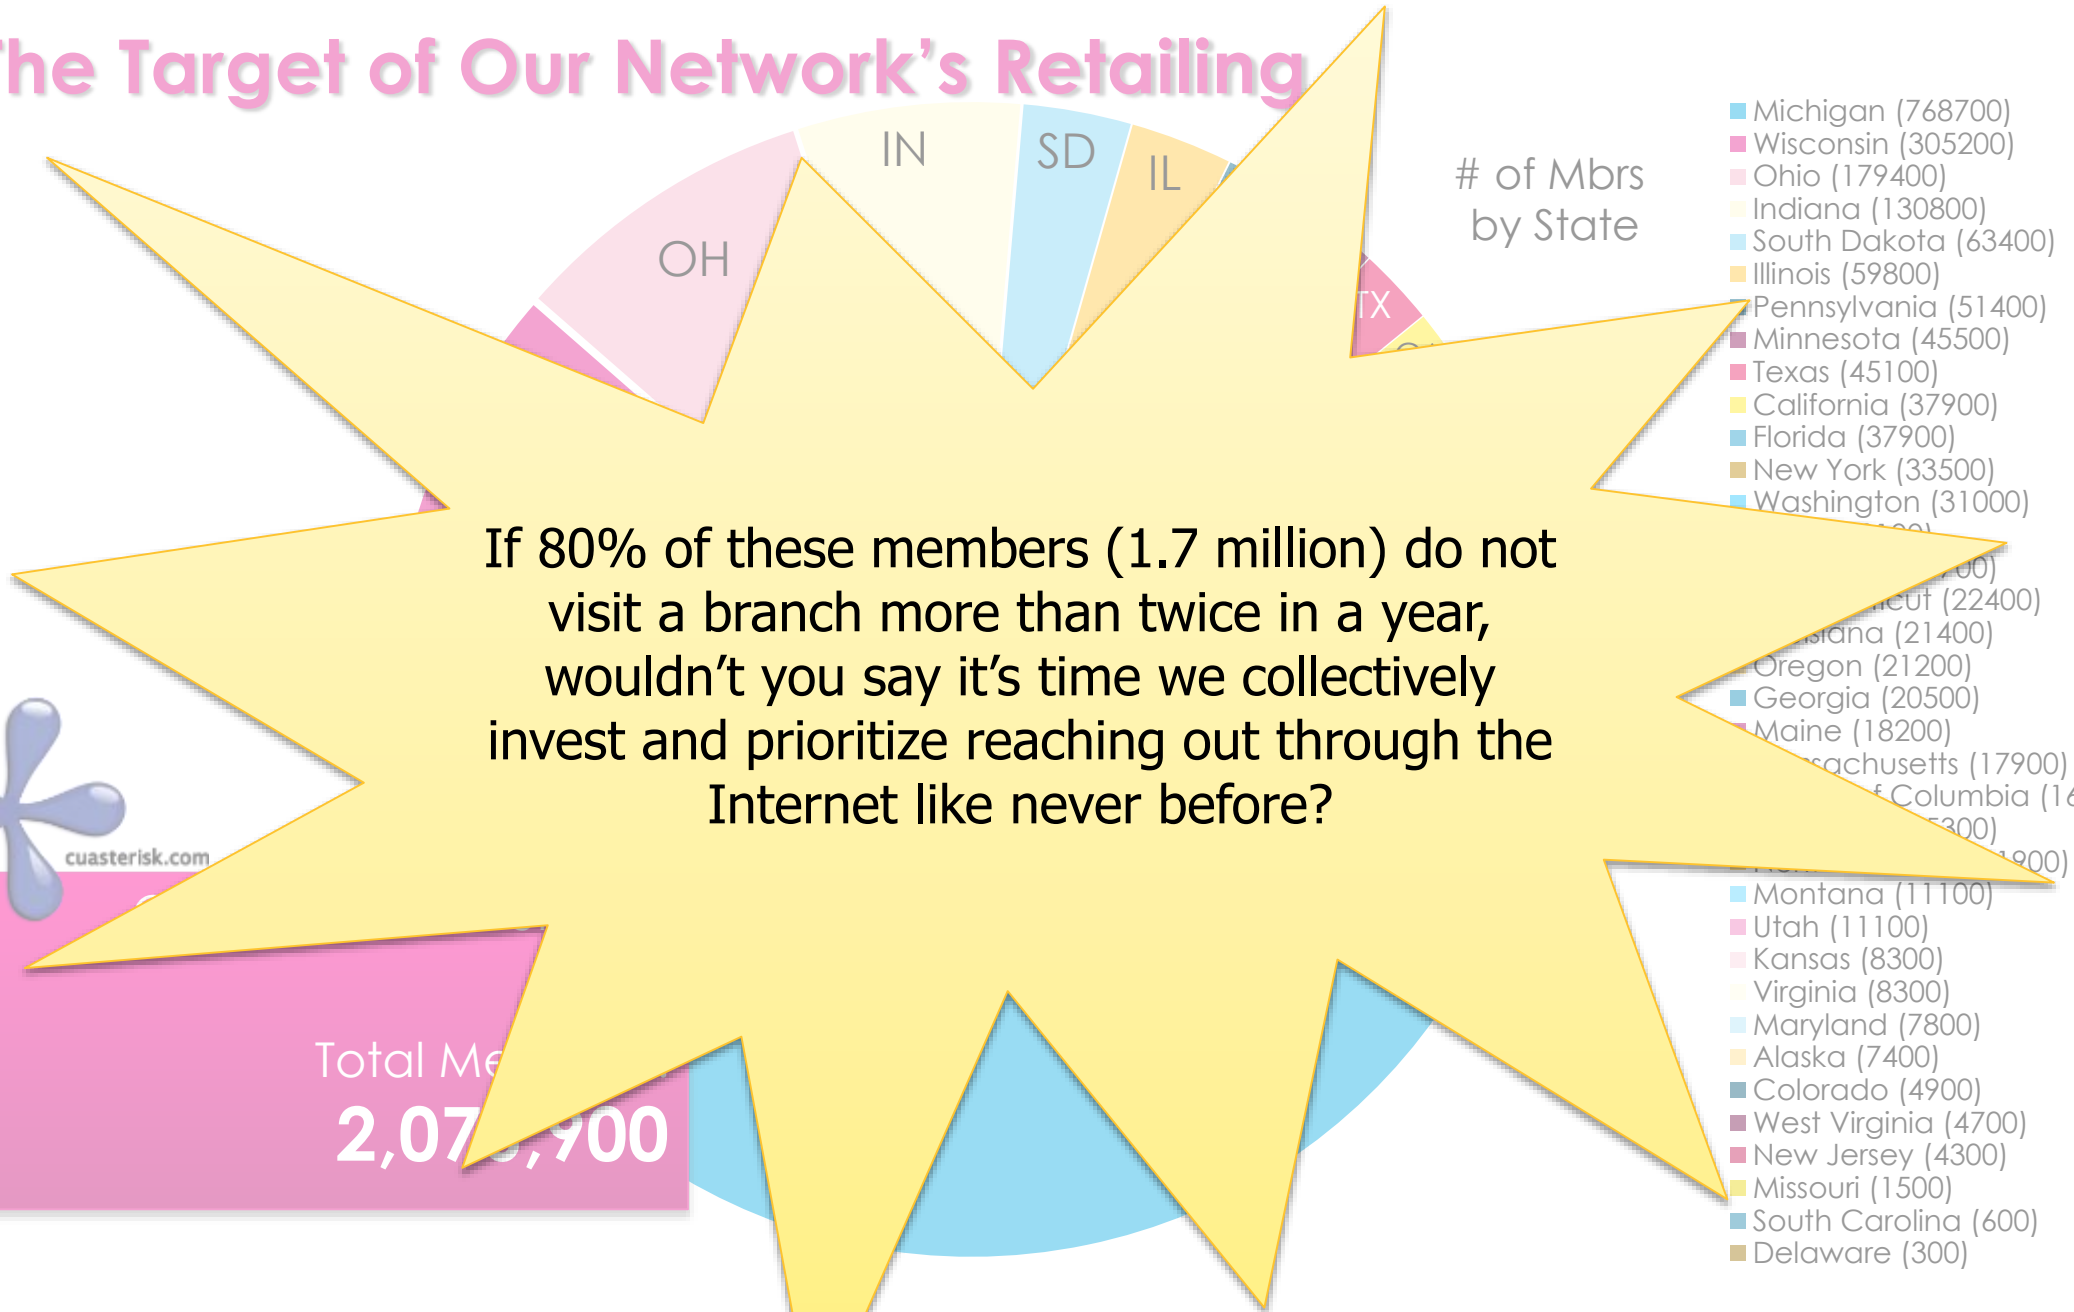 The Target of Our Network's Retailing
IN
SD
IL
OH
TX
# of Mbrs
by State
Michigan (768700)
Wisconsin (305200)
Ohio (179400)
Indiana (130800)
South Dakota (63400)
Illinois (59800)
Pennsylvania (51400)
Minnesota (45500)
Texas (45100)
California (37900)
Florida (37900)
New York (33500)
Washington (31000)
(22400)
(21400)
Oregon (21200)
Georgia (20500)
Maine (18200)
(17900)
Columbia
Montana (11100)
Utah (11100)
Kansas (8300)
Virginia (8300)
Maryland (7800)
Alaska (7400)
Colorado (4900)
West Virginia (4700)
New Jersey (4300)
Missouri (1500)
South Carolina (600)
Delaware (300)
If 80% of these members (1.7 million) do not
visit a branch more than twice in a year,
wouldn't you say it's time we collectively
invest and prioritize reaching out through the
Internet like never before?
cuasterisk.com
Total